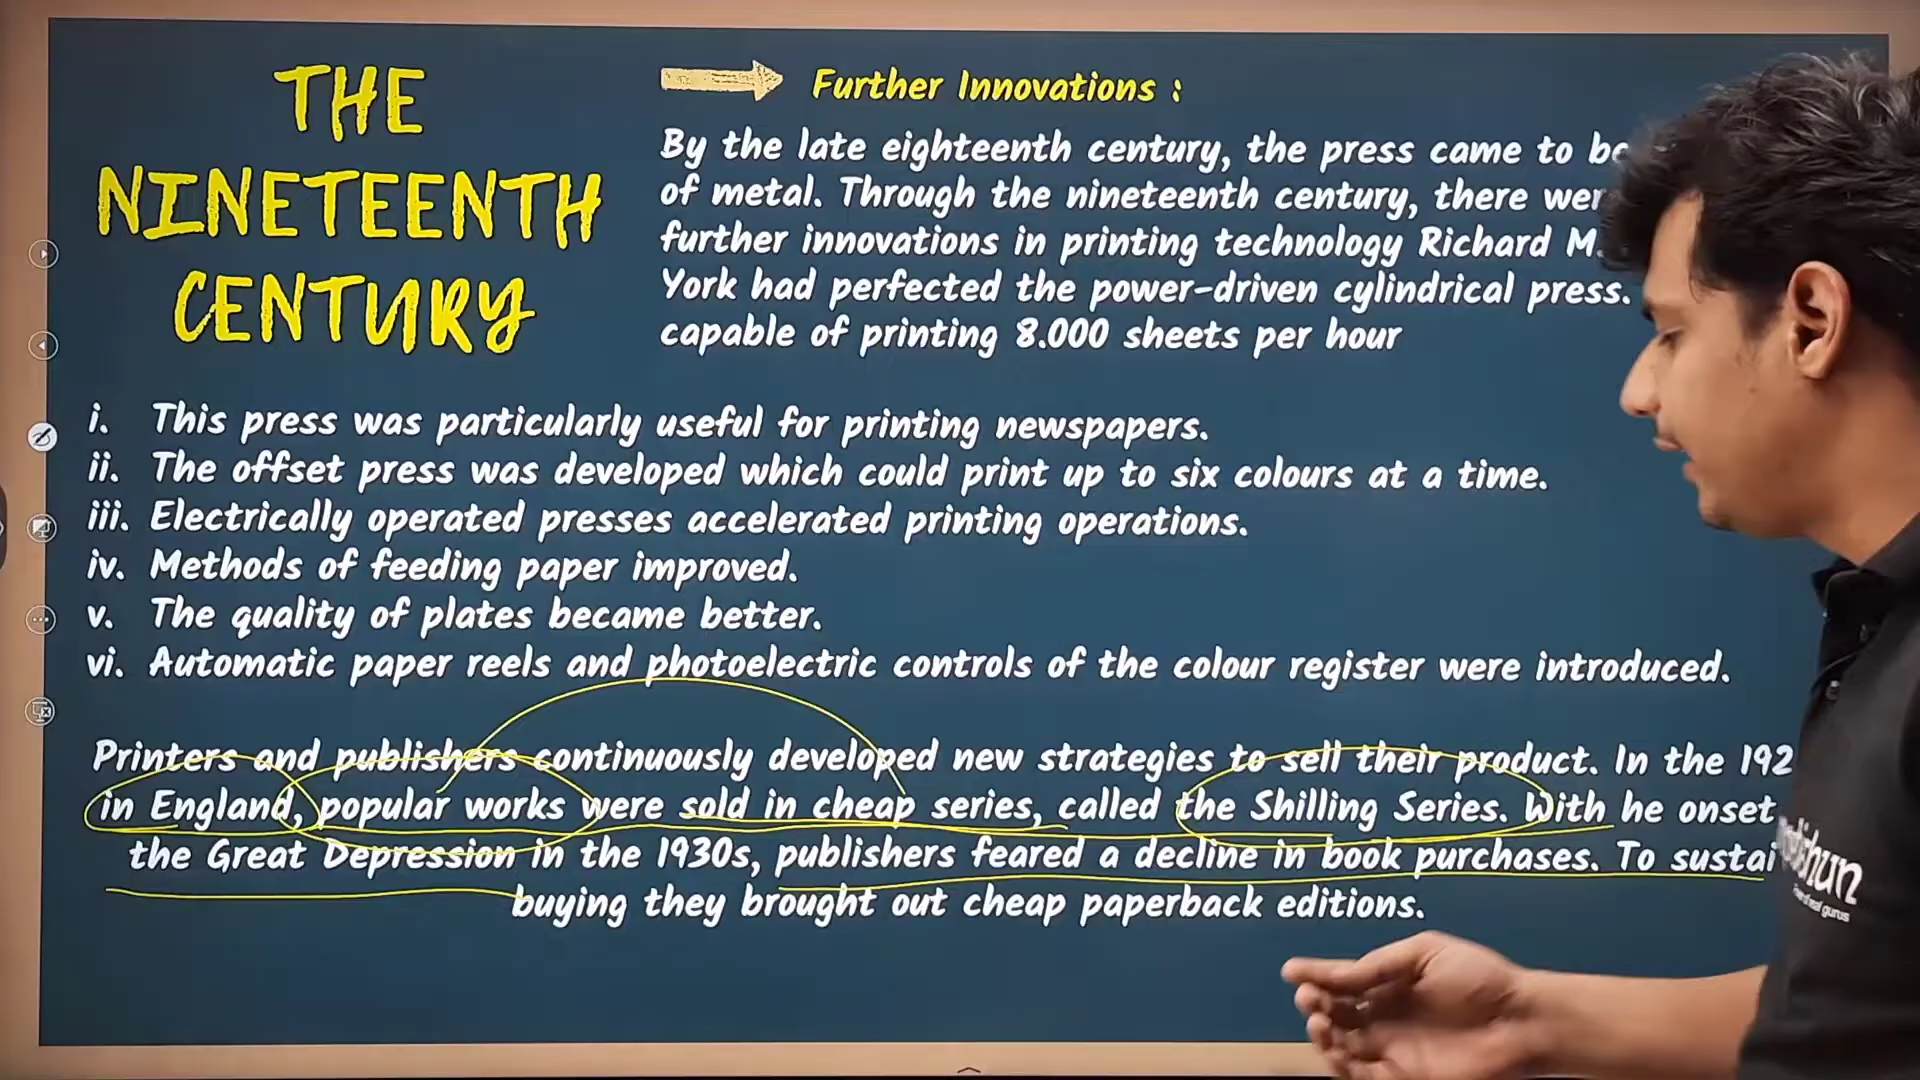 THE
NINETEENTH
CENTURY
Further Innovations :
By the late eighteenth century, the press came to
of metal. Through the nineteenth century, there
further innovations in printing technology Richard M.
York had perfected the power-driven cylindrical press.
capable of printing 8.000 sheets per hour
i. This press was particularly useful for printing newspapers.
ii. The offset press was developed which could print up to six colours at a time.
iii. Electrically operated presses accelerated printing operations.
iv. Methods of feeding paper improved.
v. The quality of plates became better.
vi. Automatic paper reels and photoelectric controls of the colour register were introduced.
Printers and publishers continuously developed new strategies to sell their product. In the
in England, popular works were sold in cheap series, called the Shilling Series. With he onset
the Great Depression in the 1930s, publishers feared a decline in book purchases. To
buying they brought out cheap paperback editions.